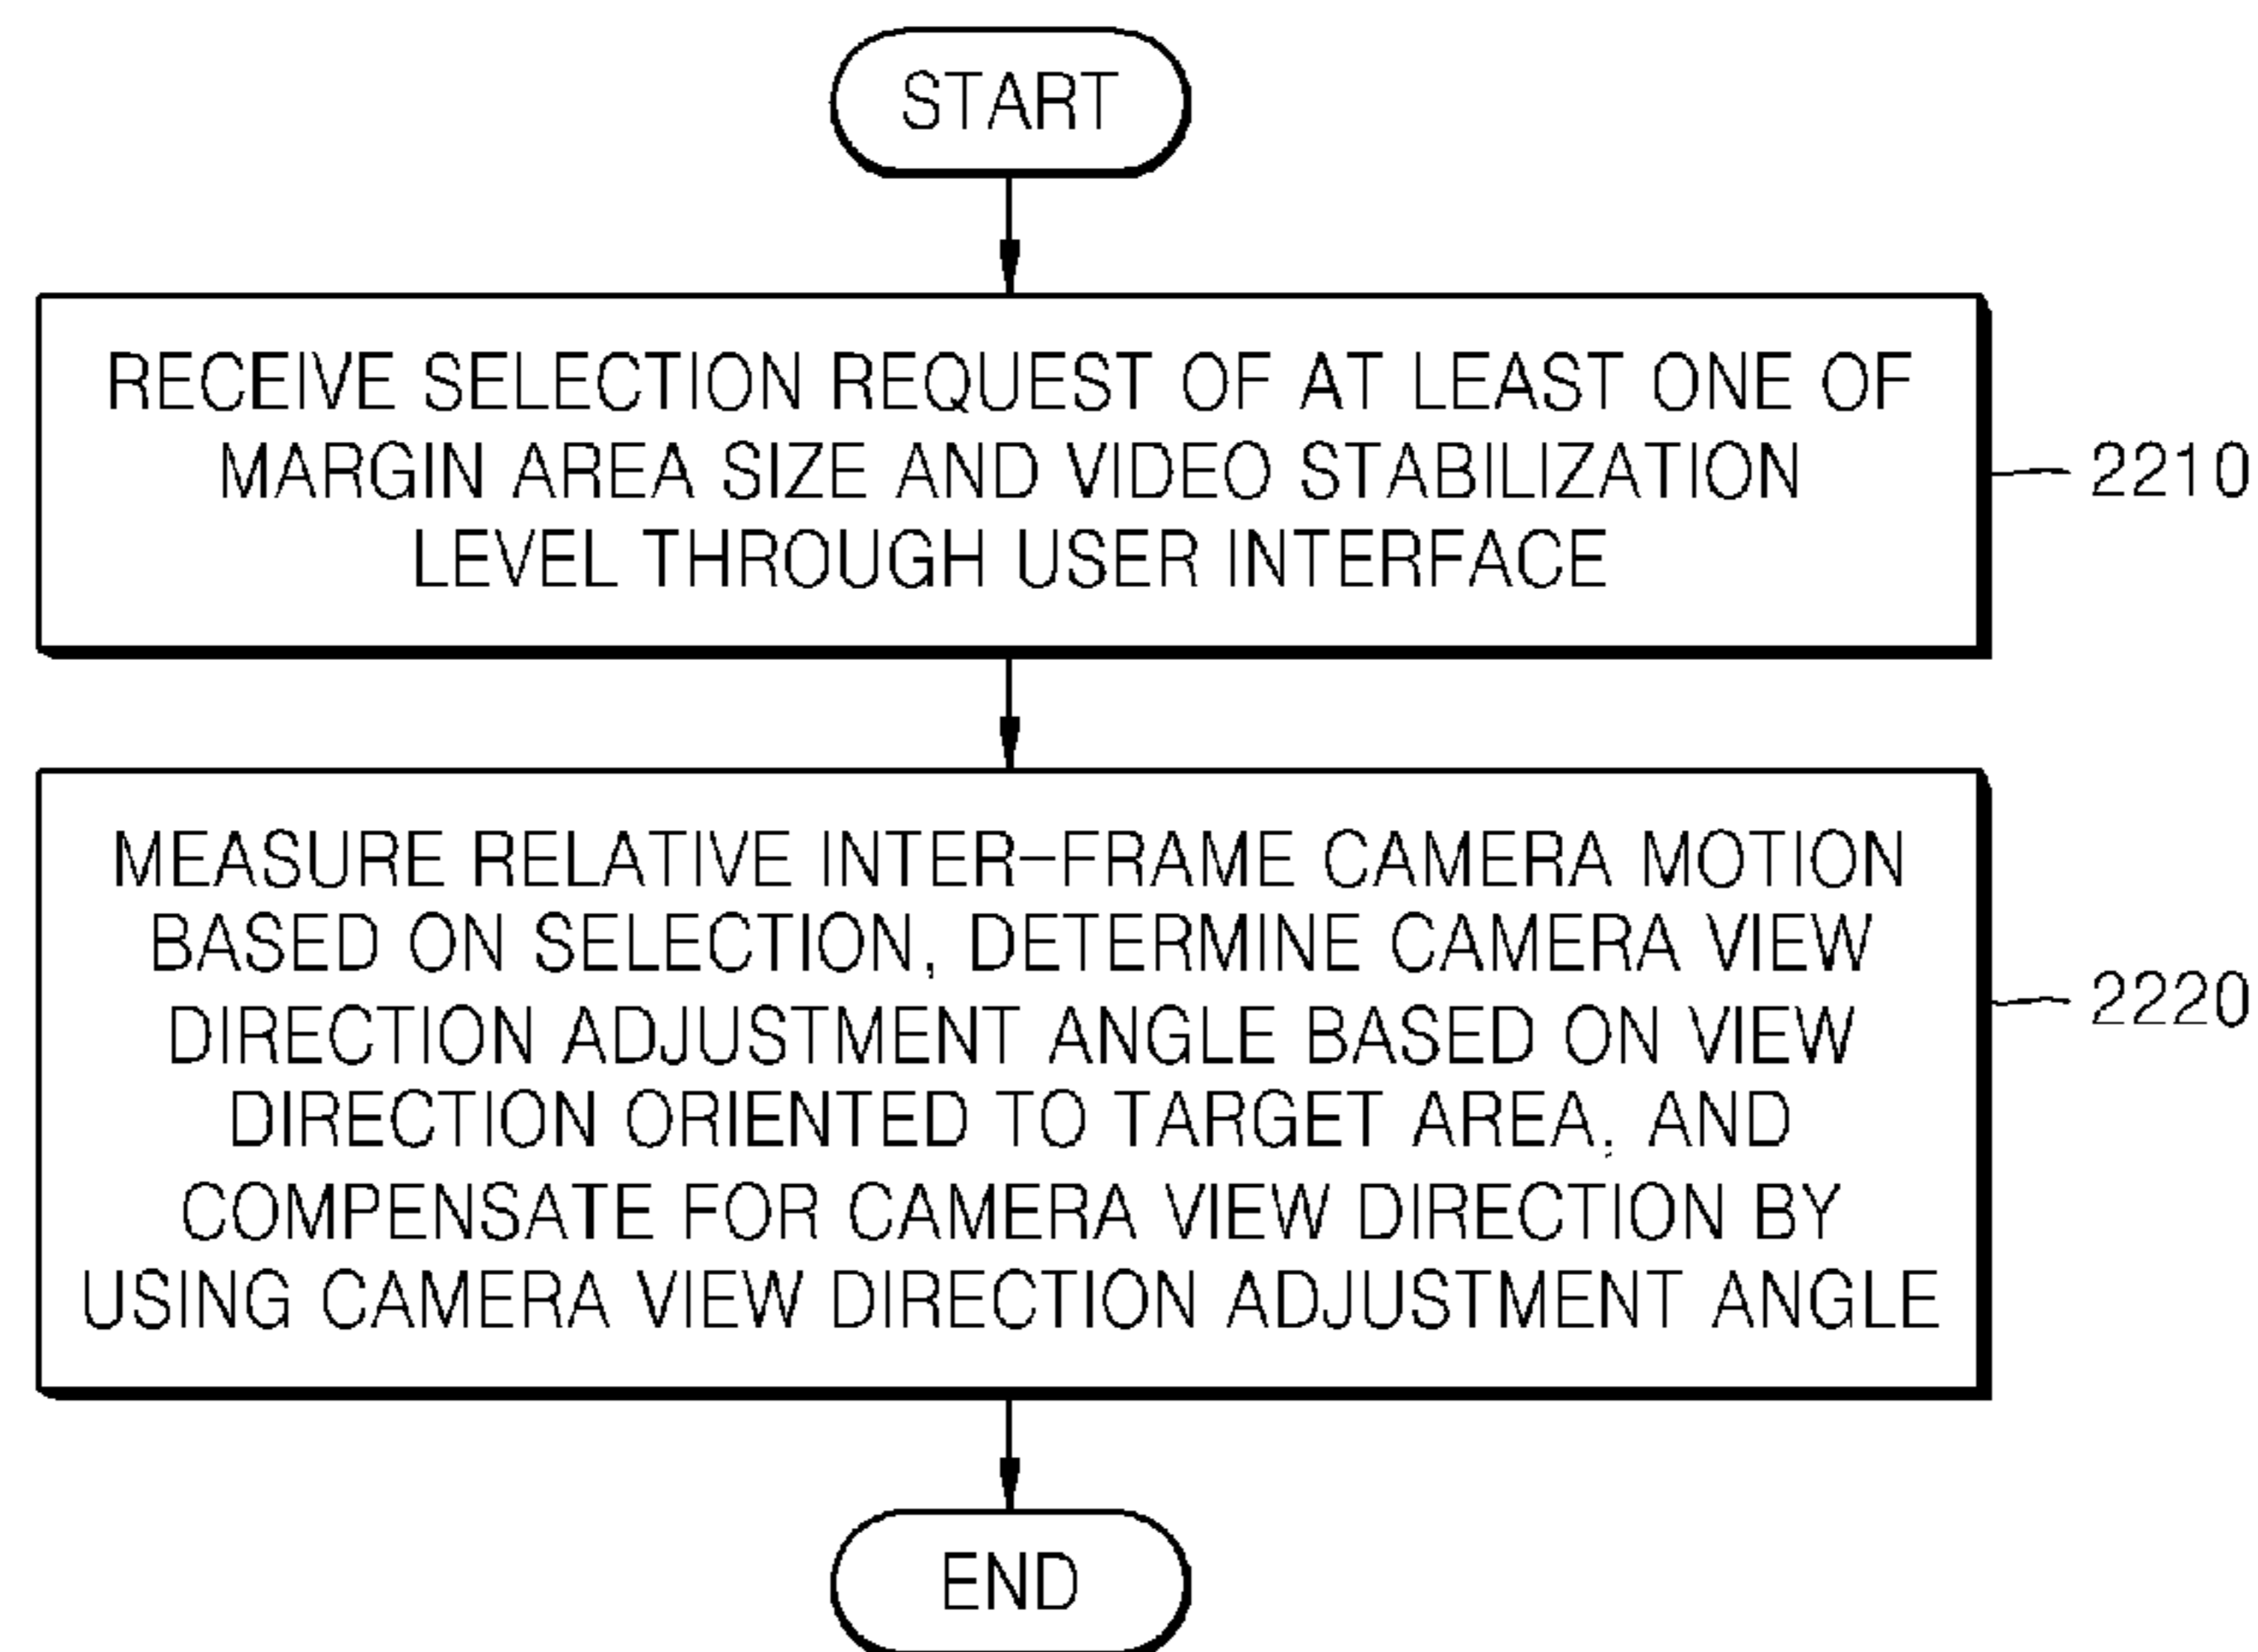 START
RECEIVE SELECTION REQUEST OF AT LEAST ONE OF
MARGIN AREA SIZE AND VIDEO STABILIZATION
LEVEL THROUGH USER INTERFACE
2210
MEASURE RELATIVE INTER-FRAME CAMERA MOTION
BASED ON SELECTION, DETERMINE CAMERA VIEW
DIRECTION ADJUSTMENT ANGLE BASED ON VIEW
DIRECTION ORIENTED TO TARGET AREA, AND
COMPENSATE FOR CAMERA VIEW DIRECTION BY
USING CAMERA VIEW DIRECTION ADJUSTMENT ANGLE
2220
END